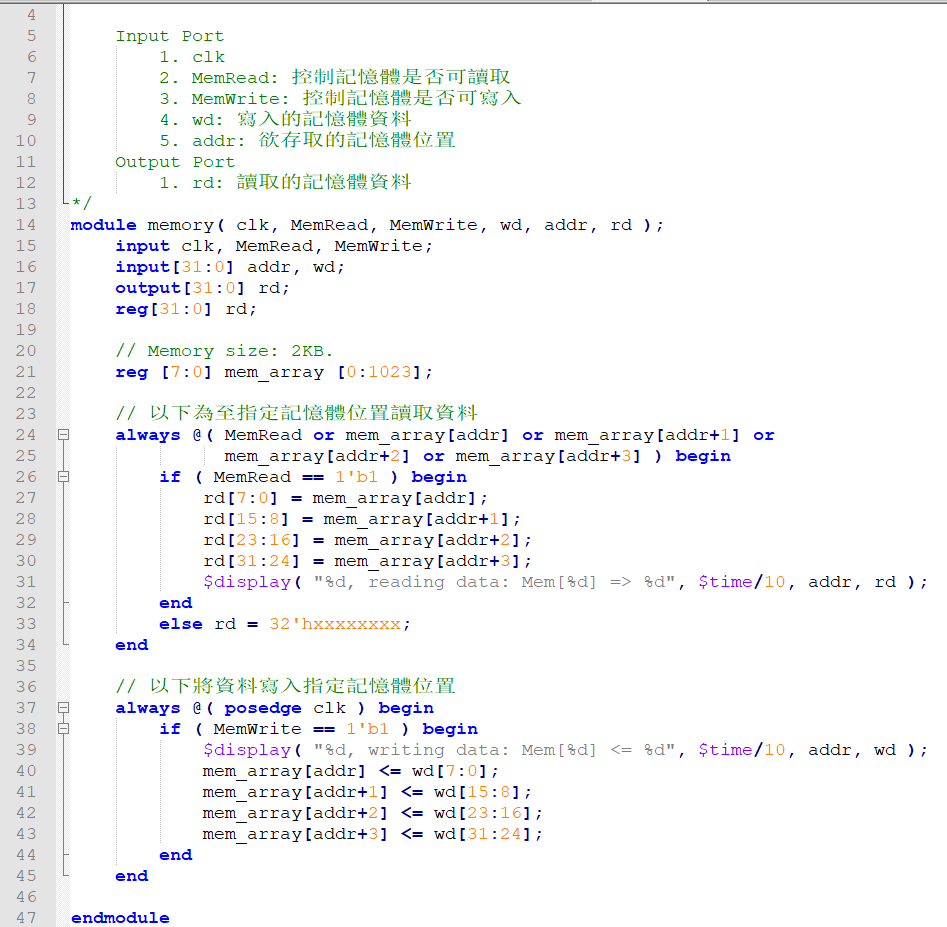 4
5 Input Port
6 1. clk
7 2. MemRead: 控制記憶體是否可讀取
8 3. MemWrite: 控制記憶體是否可寫入
9 4. wd: 寫入的記憶體資料
10 5. addr: 欲存取的記憶體位置
11 Output Port
12 1. rd: 讀取的記憶體資料
13 */
14 module memory( clk, MemRead, MemWrite, wd, addr, rd );
15 input clk, MemRead, MemWrite;
16 input[31:0] addr, wd;
17 output[31:0] rd;
18 reg[31:0] rd;
19
20 // Memory size: 2KB.
21 reg [7:0] mem_array [0:1023];
22
23 // 以下為至指定記憶體位置讀取資料
24 always @( MemRead or mem_array[addr] or mem_array[addr+1] or
25 mem_array[addr+2] or mem_array[addr+3] ) begin
26 if ( MemRead == 1'b1 ) begin
27 rd[7:0] = mem_array[addr];
28 rd[15:8] = mem_array[addr+1];
29 rd[23:16] = mem_array[addr+2];
30 rd[31:24] = mem_array[addr+3];
31 $display( "%d, reading data: Mem[%d] => %d", $time/10, addr, rd );
32 end
33 else rd = 32'hxxxxxxxx;
34 end
35
36 // 以下將資料寫入指定記憶體位置
37 always @( posedge clk ) begin
38 if ( MemWrite == 1'b1 ) begin
39 $display( "%d, writing data: Mem[%d] <= %d", $time/10, addr, wd );
40 mem_array[addr] <= wd[7:0];
41 mem_array[addr+1] <= wd[15:8];
42 mem_array[addr+2] <= wd[23:16];
43 mem_array[addr+3] <= wd[31:24];
44 end
45 end
46
47 endmodule